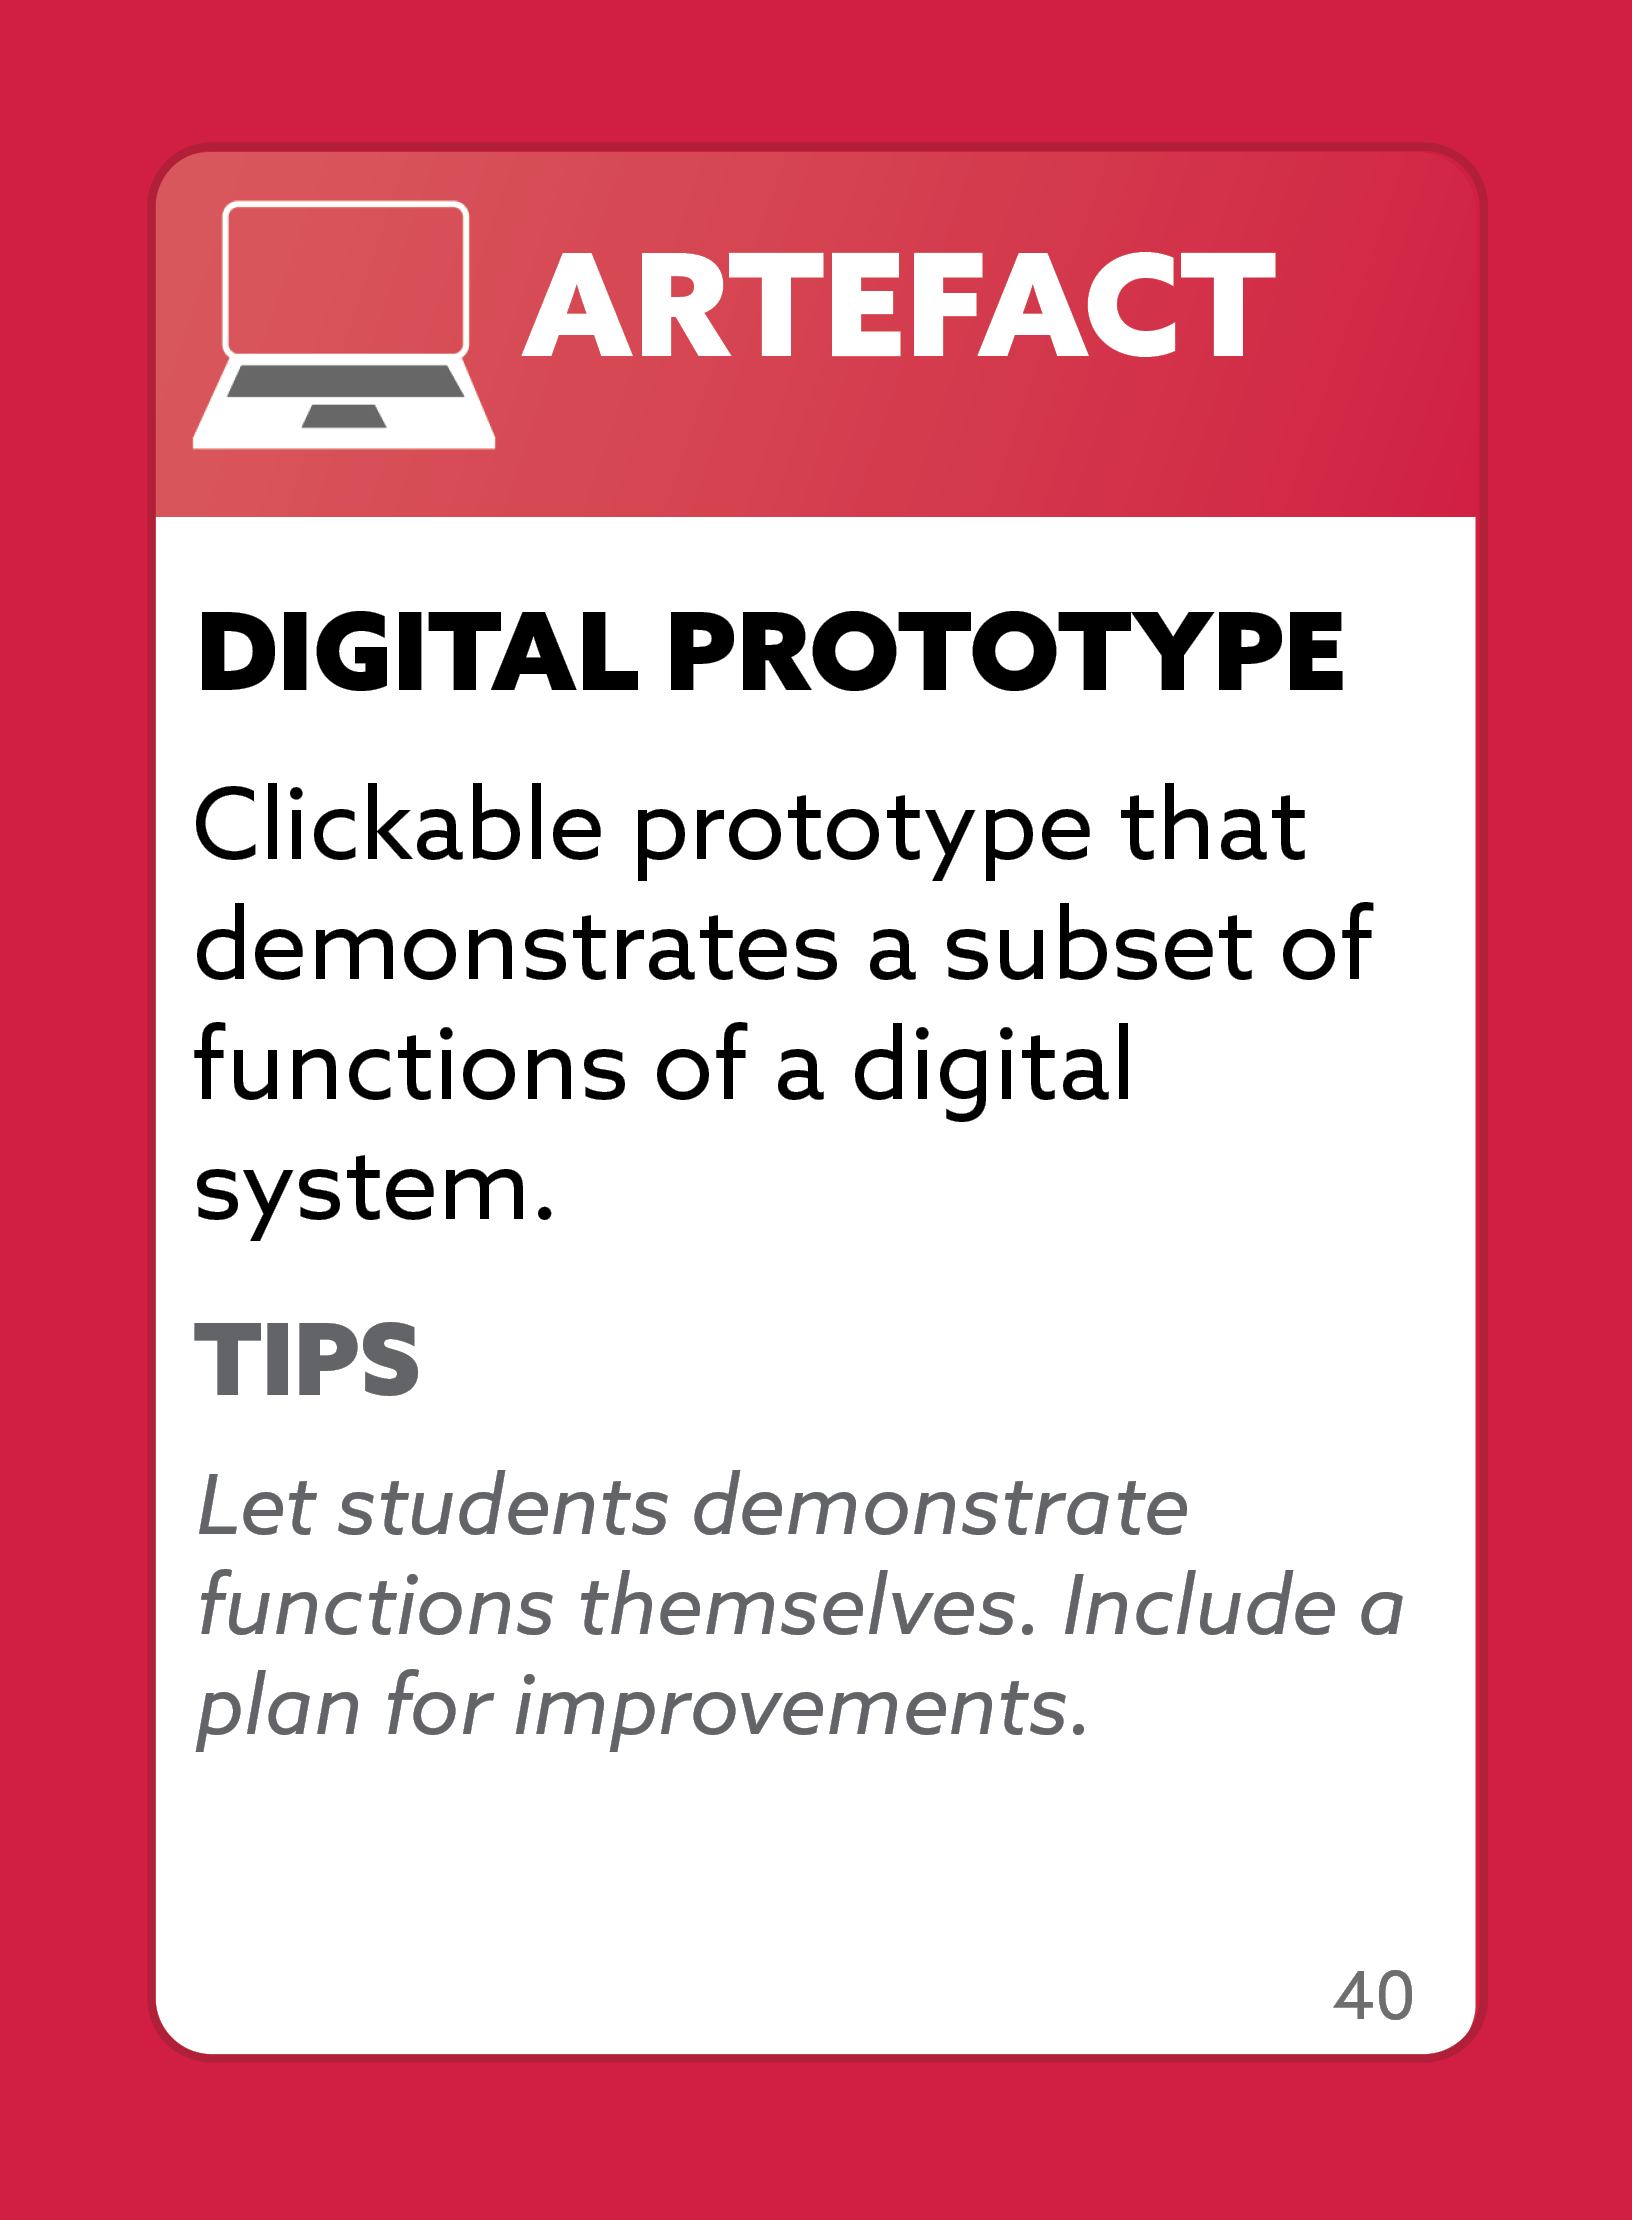 ARTEFACT
DIGITAL PROTOTYPE
Clickable prototype that
demonstrates a subset of
functions of a digital
system.
TIPS
Let students demonstrate
functions themselves. Include a
plan for improvements.
40